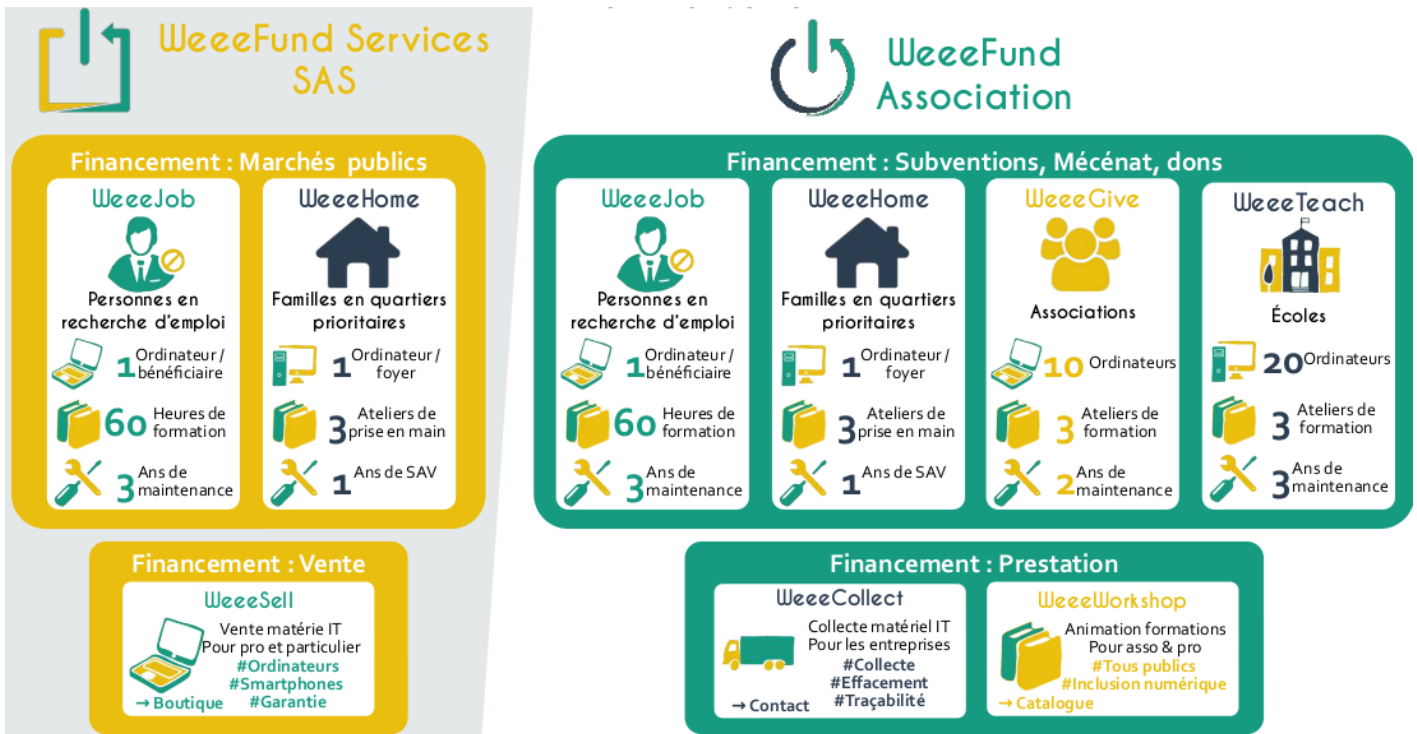 WeeeFund Services
SAS
WeeeFund
Association
Financement : Marchés publics
WeeeJob
Personnes en
recherche d'emploi
1 Ordinateur /
bénéficiaire
60 Heures de
formation
3 Ans de
maintenance
WeeeHome
Familles en quartiers
prioritaires
1 Ordinateur /
foyer
3 Ateliers de
prise en main
1 Ans de SAV
Financement : Subventions, Mécénat, dons
WeeeJob
Personnes en
recherche d'emploi
1 Ordinateur /
bénéficiaire
60 Heures de
formation
3 Ans de
maintenance
WeeeHome
Familles en quartiers
prioritaires
1 Ordinateur /
foyer
3 Ateliers de
prise en main
1 Ans de SAV
WeeeGive
Associations
10 Ordinateurs
3 Ateliers de
formation
2 Ans de
maintenance
WeeeTeach
Écoles
20 Ordinateurs
3 Ateliers de
formation
3 Ans de
maintenance
Financement : Vente
WeeeSell
Vente matérie IT
Pour pro et particulier
#Ordinateurs
#Smartphones
→ Boutique #Garantie
Financement : Prestation
WeeeCollect
Collecte matériel IT
Pour les entreprises
#Collecte
#Effacement
→ Contact #Traçabilité
WeeeWorkshop
Animation formations
Pour asso & pro
#Tous publics
#Inclusion numérique
→ Catalogue